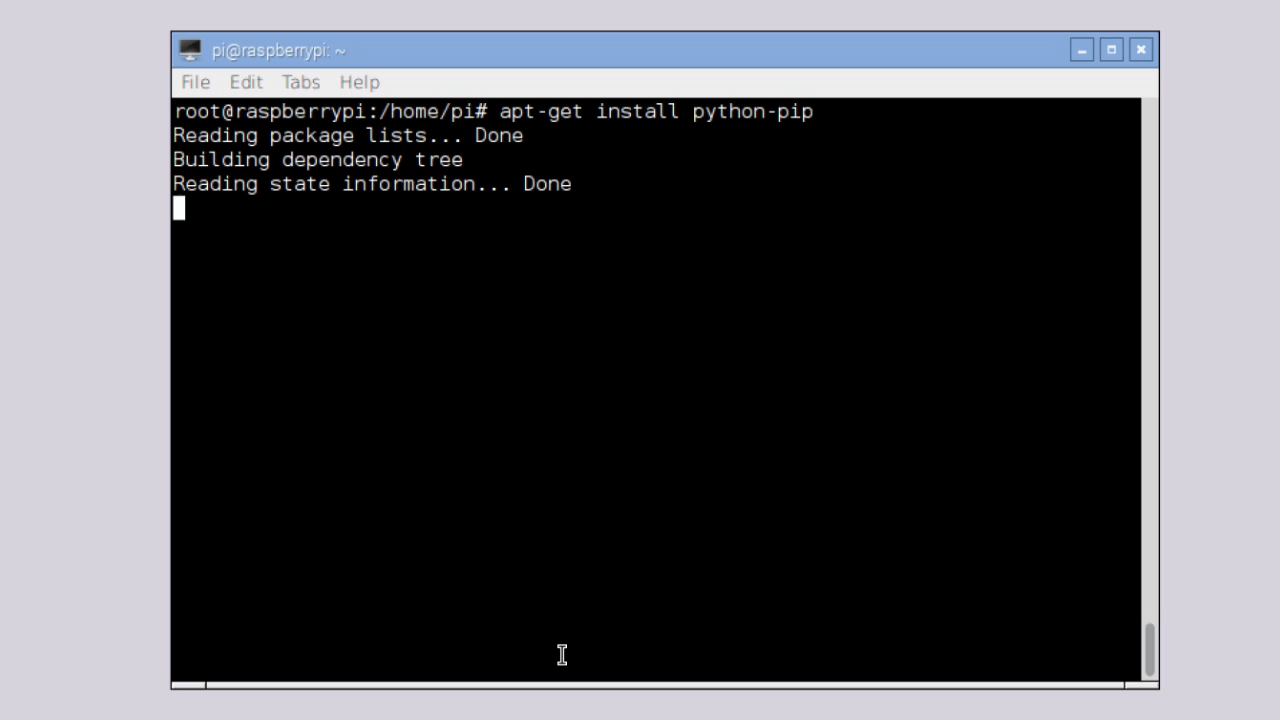 pi@raspberrypi: ~
File Edit Tabs Help
root@raspberrypi:/home/pi# apt-get install python-pip
Reading package lists... Done
Building dependency tree
Reading state information... Done